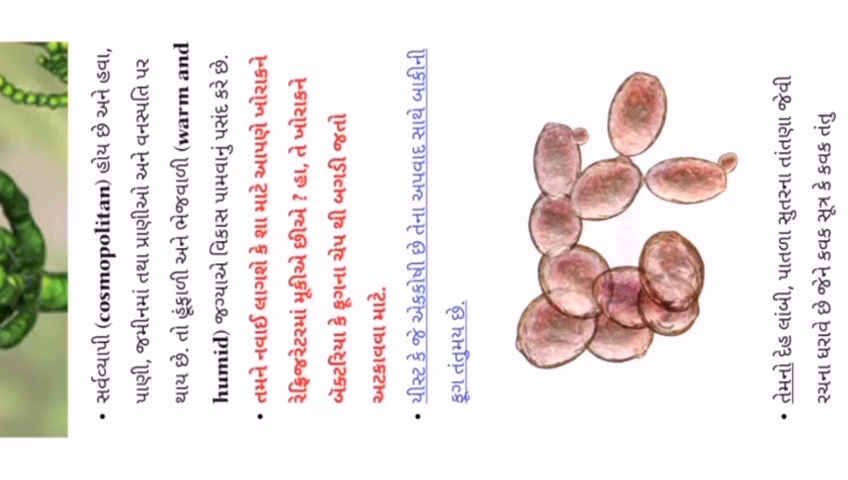 • સર્વવ્યાપી (cosmopolitan) હોય છે અને હવા,
પાણી, જમીનમાં તથા પ્રાણીઓ અને વનસ્પતિ પર
થાય છે. તો હૂંફાળી અને ભેજવાળી (warm and
humid) જગ્યાએ વિકાસ પામવાનું પસંદ કરે છે.
• તમને નવાઈ લાગશે કે શા માટે આપણે ખોરાકને
રેફ્રિજરેટરમાં મૂકીએ છીએ ? હા, તે ખોરાકને
બૅક્ટરિયા કે ફૂગના ચેપ થી બગડી જતો
અટકાવવા માટે.
• યીસ્ટ કે જે એકકોષી છે તેના અપવાદ સાથે બાકીની
ફૂગ તંતુમય છે.
• તેમનો દેહ લાંબી, પાતળા સુતરના તાંતણા જેવી
રચના ધરાવે છે જેને કવક સૂત્ર કે કવક તંતુ